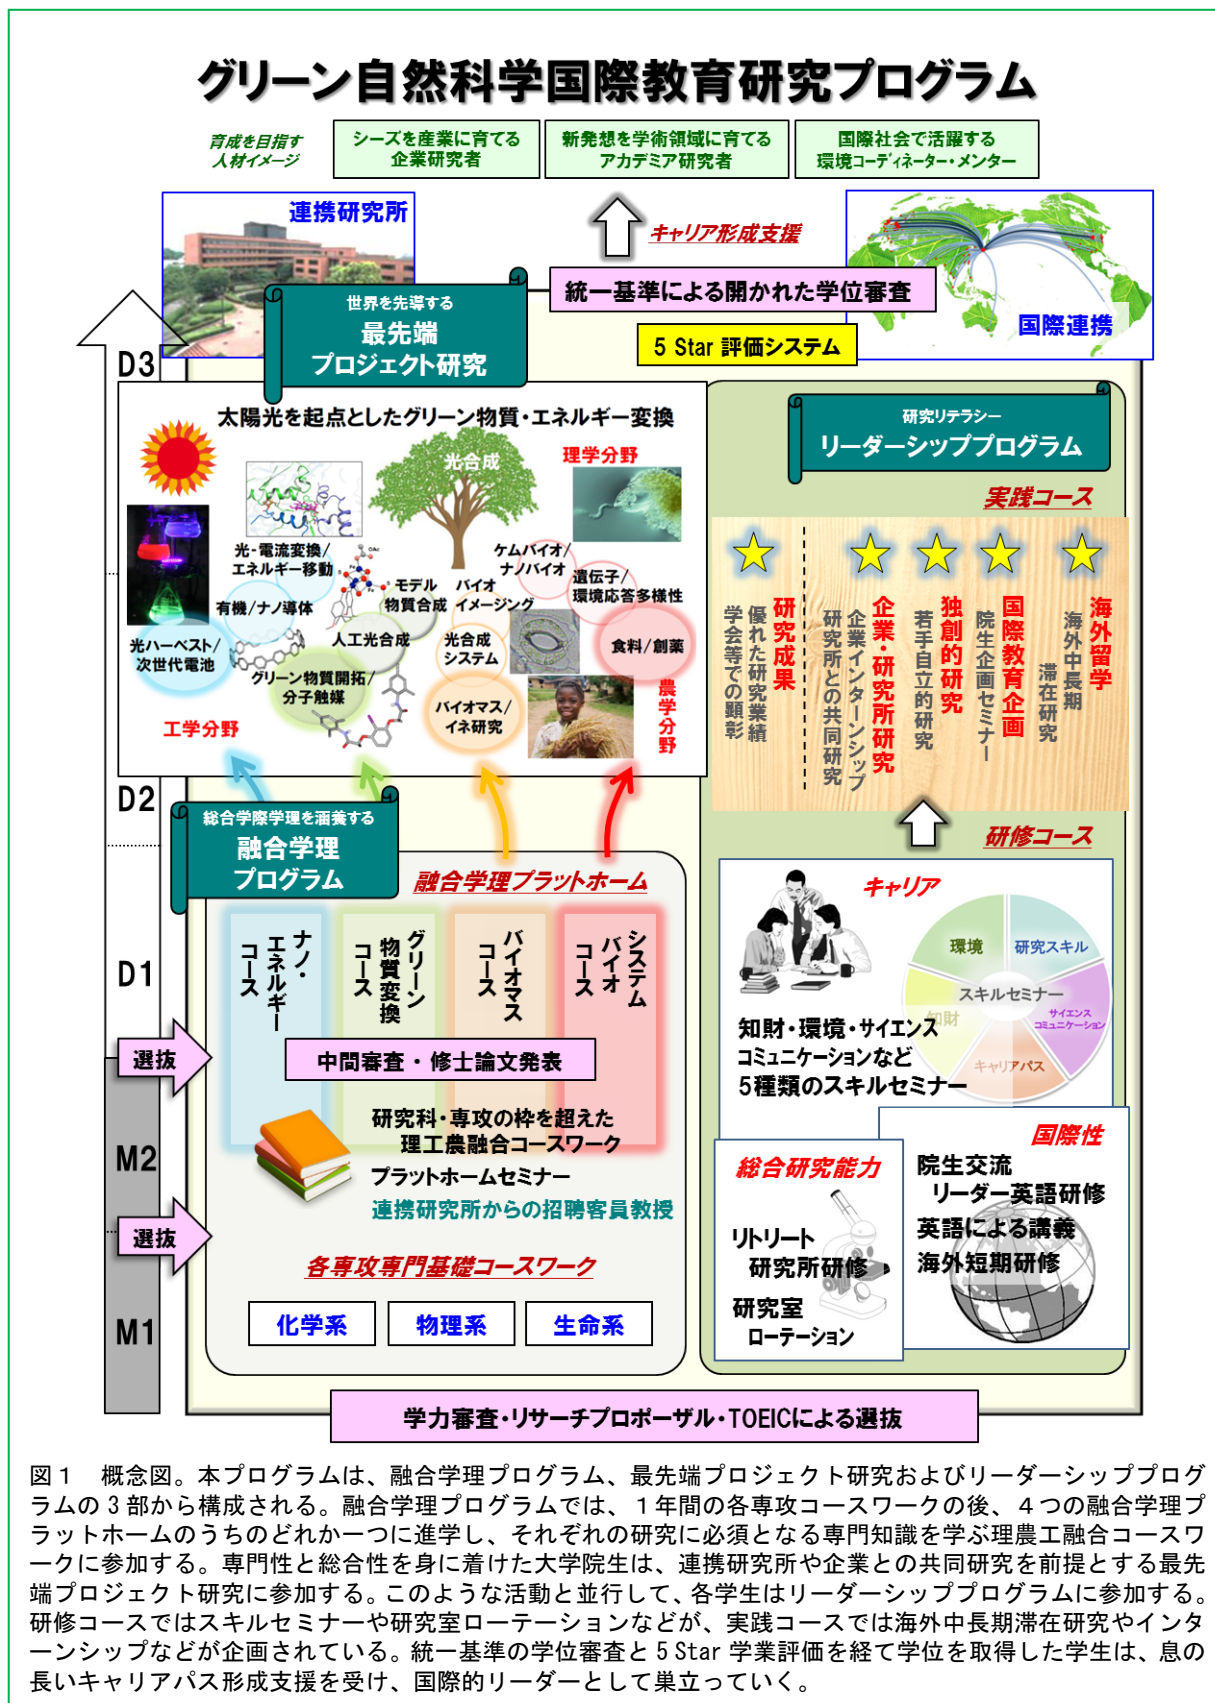 グリーン自然科学国際教育研究プログラム
育成を目指す
人材イメージ
シーズを産業に育てる
企業研究者
新発想を学術領域に育てる
アカデミア研究者
国際社会で活躍する
環境コーディネーター・メンター
連携研究所
キャリア形成支援
国際連携
統一基準による開かれた学位審査
5 Star 評価システム
世界を先導する
最先端
プロジェクト研究
D3
太陽光を起点としたグリーン物質・エネルギー変換
光合成
理学分野
光・電流変換/
エネルギー移動
モデル
物質合成
バイオ
イメージング
ケムバイオ/
ナノバイオ
遺伝子/
環境応答多様性
有機/ナノ導体
人工光合成
光合成
システム
食料/創薬
光ハーベスト/
次世代電池
グリーン物質開拓/
分子触媒
バイオマス/
イネ研究
工学分野
農学分野
研究リテラシー
リーダーシッププログラム
実践コース
研究成果
優れた研究業績
学会等での顕彰
企業・研究所研究
企業インターンシップ
研究所との共同研究
独創的研究
若手自立的研究
国際教育企画
院生企画セミナー
海外留学
海外中長期
滞在研究
D2
総合学際学理を涵養する
融合学理
プログラム
融合学理プラットホーム
D1
ナノ・
エネルギー
コース
グリーン
物質変換
コース
バイオマス
コース
システム
バイオ
コース
選抜
中間審査・修士論文発表
M2
研究科・専攻の枠を超えた
理工農融合コースワーク
プラットホームセミナー
連携研究所からの招聘客員教授
選抜
各専攻専門基礎コースワーク
M1
化学系
物理系
生命系
研修コース
キャリア
環境
研究スキル
スキルセミナー
知財
サイエンス
コミュニケーション
キャリアパス
知財・環境・サイエンス
コミュニケーションなど
5種類のスキルセミナー
総合研究能力
リトリート
研究所研修
研究室
ローテーション
国際性
院生交流
リーダー英語研修
英語による講義
海外短期研修
学力審査・リサーチプロポーザル・TOEICによる選抜
図1 概念図。本プログラムは、融合学理プログラム、最先端プロジェクト研究およびリーダーシッププログ
ラムの3部から構成される。融合学理プログラムでは、1年間の各専攻コースワークの後、4つの融合学理プ
ラットホームのうちのどれか一つに進学し、それぞれの研究に必須となる専門知識を学ぶ理農工融合コースワ
ークに参加する。専門性と総合性を身に着けた大学院生は、連携研究所や企業との共同研究を前提とする最先
端プロジェクト研究に参加する。このような活動と並行して、各学生はリーダーシッププログラムに参加する。
研修コースではスキルセミナーや研究室ローテーションなどが、実践コースでは海外中長期滞在研究やインタ
ーンシップなどが企画されている。統一基準の学位審査と5 Star 学業評価を経て学位を取得した学生は、息の
長いキャリアパス形成支援を受け、国際的リーダーとして巣立っていく。